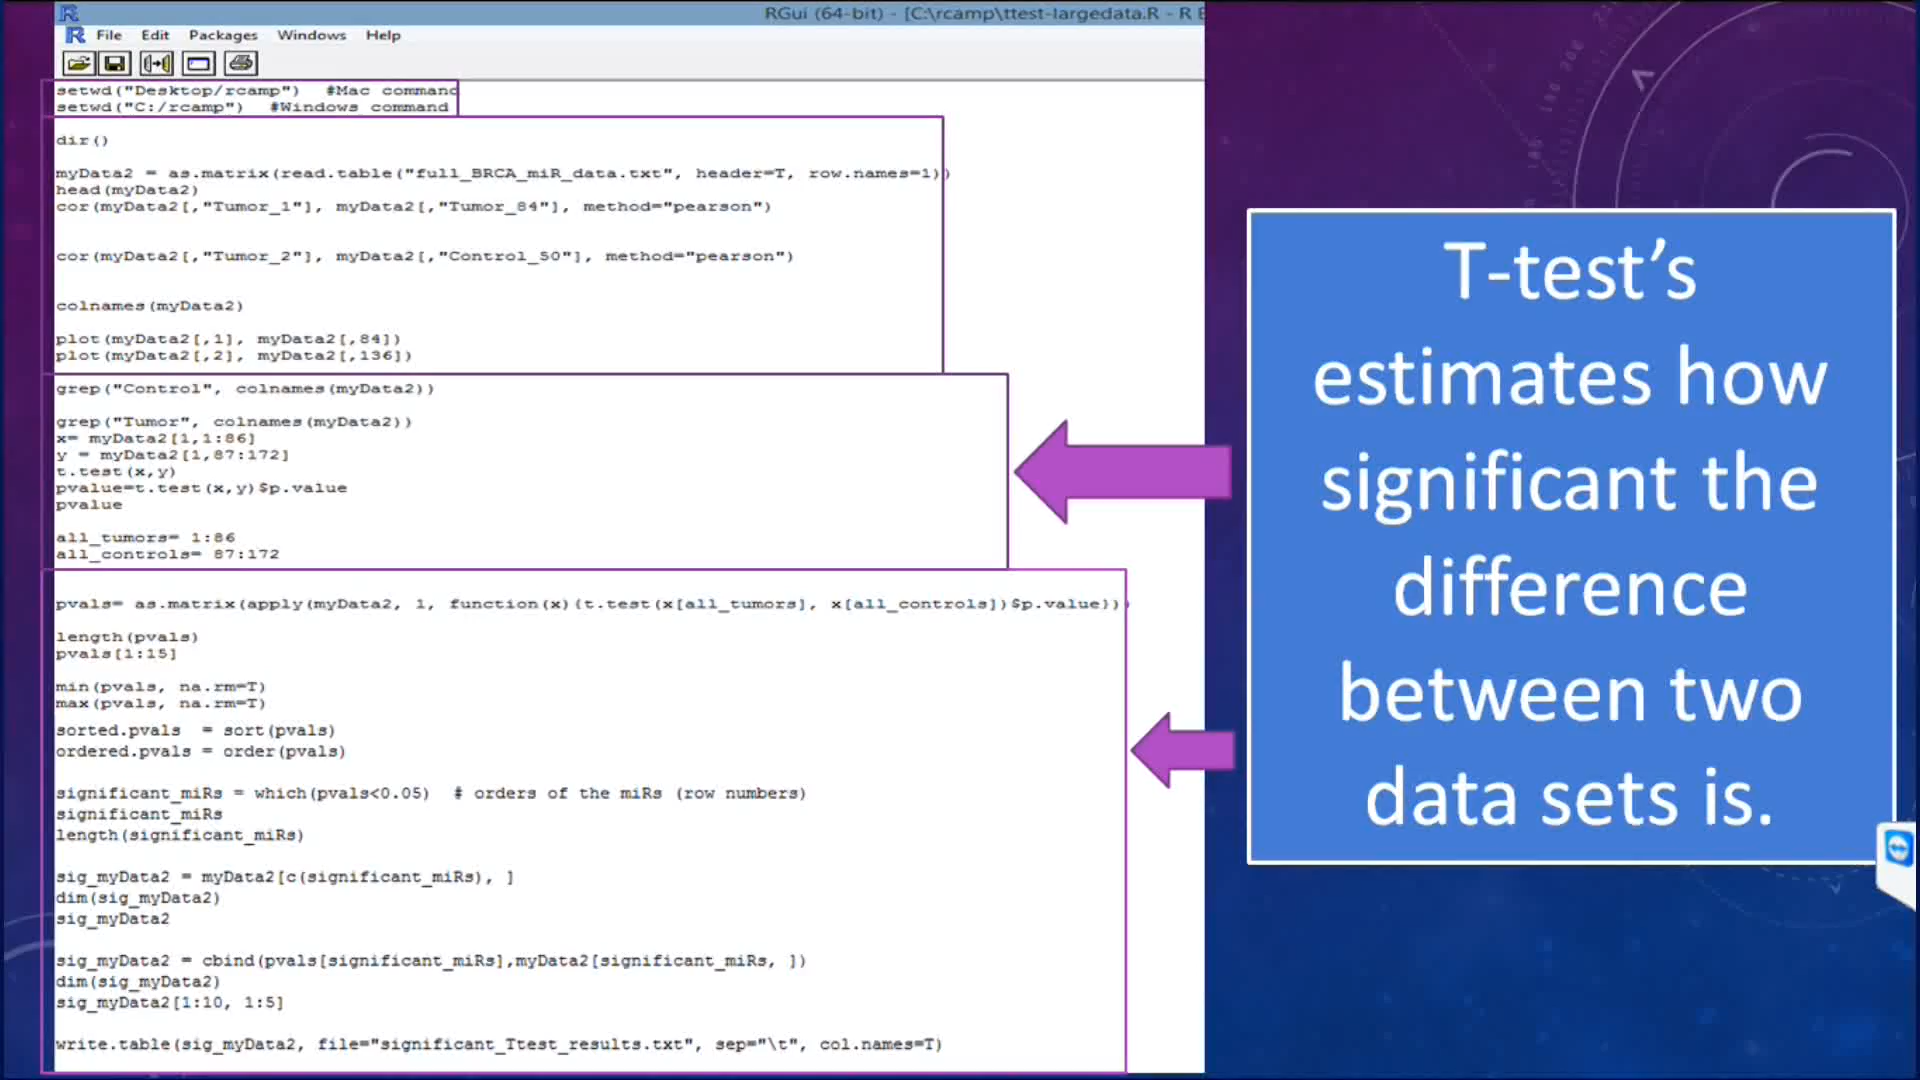 RGui (64-bit) - [C:\rcamp\ttest-largedata.R - R E
File Edit Packages Windows Help
setwd("Desktop/rcamp") #Mac command
setwd("C:/rcamp") #Windows command
dir()
myData2 = as.matrix(read.table("full_BRCA_miR_data.txt", header=T, row.names=1))
head(myData2)
cor(myData2[,"Tumor_1"], myData2[,"Tumor_84"], method="pearson")
cor(myData2[,"Tumor_2"], myData2[,"Control_50"], method="pearson")
colnames(myData2)
plot(myData2[,1], myData2[,84])
plot(myData2[,2], myData2[,136])
grep("Control", colnames(myData2))
grep("Tumor", colnames(myData2))
x= myData2[1,1:86]
y = myData2[1,87:172]
t.test(x,y)
pvalue=t.test(x,y)$p.value
pvalue
all_tumors= 1:86
all_controls= 87:172
pvals= as.matrix(apply(myData2, 1, function(x){t.test(x[all_tumors], x[all_controls])$p.value}))
length(pvals)
pvals[1:15]
min(pvals, na.rm=T)
max(pvals, na.rm=T)
sorted.pvals = sort(pvals)
ordered.pvals = order(pvals)
significant_miRs = which(pvals<0.05) # orders of the miRs (row numbers)
significant_miRs
length(significant_miRs)
sig_myData2 = myData2[c(significant_miRs), ]
dim(sig_myData2)
sig_myData2
sig_myData2 = cbind(pvals[significant_miRs],myData2[significant_miRs, ])
dim(sig_myData2)
sig_myData2[1:10, 1:5]
write.table(sig_myData2, file="significant_Ttest_results.txt", sep="\t", col.names=T)
T-test’s
estimates how
significant the
difference
between two
data sets is.